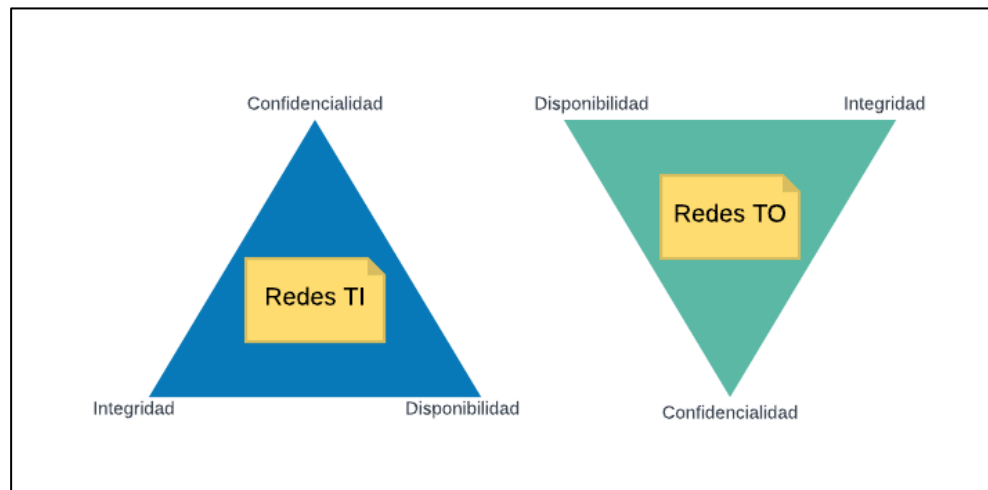 Confidencialidad
Redes TI
Integridad
Disponibilidad
Disponibilidad
Integridad
Redes TO
Confidencialidad